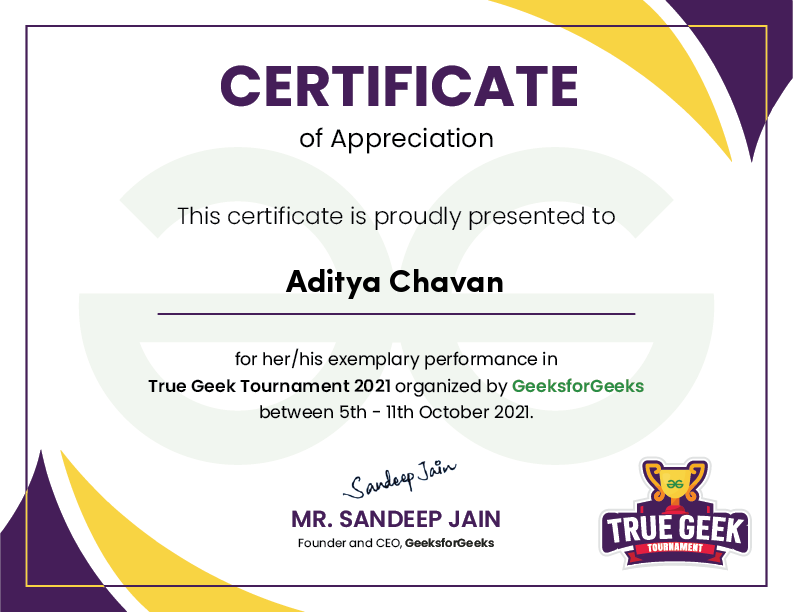 CERTIFICATE
of Appreciation
This certificate is proudly presented to
Aditya Chavan
for her/his exemplary performance in
True Geek Tournament 2021 organized by GeeksforGeeks
between 5th - 11th October 2021.
Sandeep Jain
MR. SANDEEP JAIN
Founder and CEO, GeeksforGeeks
TRUE GEEK
TOURNAMENT